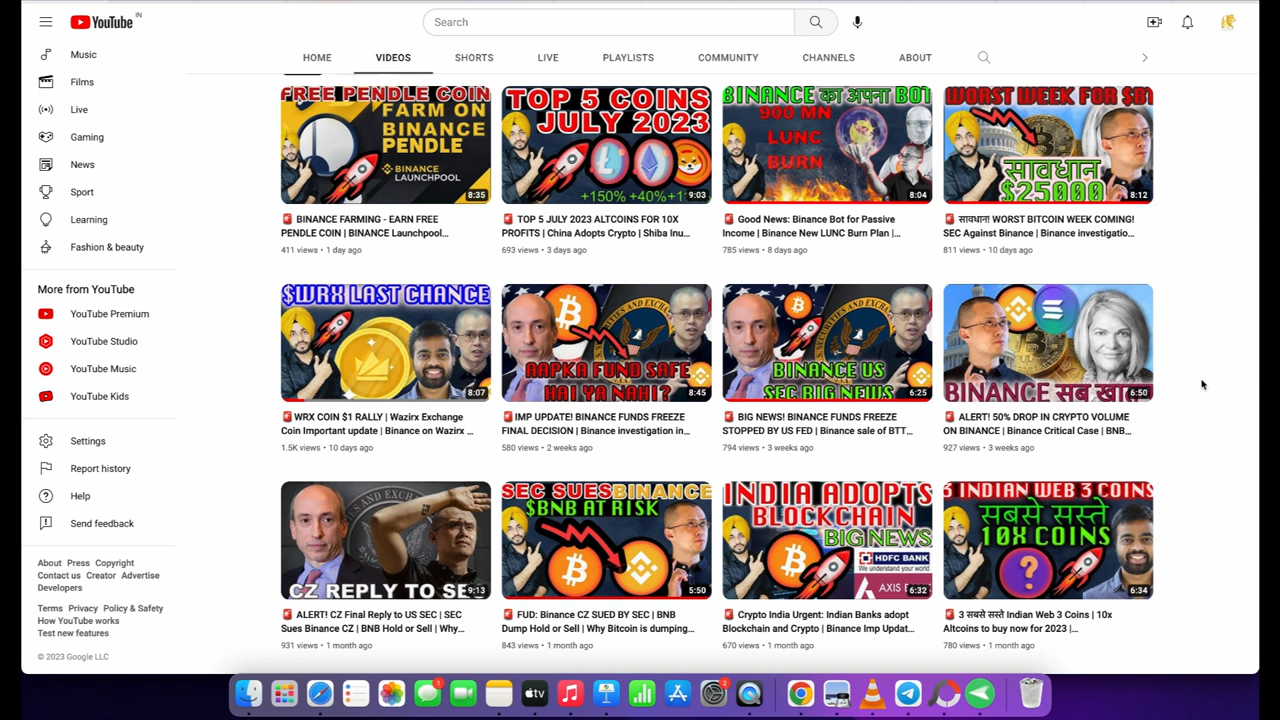 YouTube IN
Search
HOME VIDEOS SHORTS LIVE PLAYLISTS COMMUNITY CHANNELS ABOUT
Music
Films
Live
Gaming
News
Sport
Learning
Fashion & beauty
More from YouTube
YouTube Premium
YouTube Studio
YouTube Music
YouTube Kids
Settings
Report history
Help
Send feedback
About Press Copyright
Contact us Creator Advertise
Developers
Terms Privacy Policy & Safety
How YouTube works
Test new features
© 2023 Google LLC
FREE PENDLE COIN
FARM ON
BINANCE
PENDLE
BINANCE
LAUNCHPOOL
8:35
BINANCE FARMING - EARN FREE
PENDLE COIN | BINANCE Launchpool...
411 views • 1 day ago
TOP 5 COINS
JULY 2023
+150% +40%+1
9:03
TOP 5 JULY 2023 ALTCOINS FOR 10X
PROFITS | China Adopts Crypto | Shiba Inu...
693 views • 3 days ago
BINANCE का अपना BOT
900 MN
LUNC
BURN
8:04
Good News: Binance Bot for Passive
Income | Binance New LUNC Burn Plan |...
785 views • 8 days ago
WORST WEEK FOR $B
सावधान
$25000
8:12
सावधान! WORST BITCOIN WEEK COMING!
SEC Against Binance | Binance investigatio...
811 views • 10 days ago
$WRX LAST CHANCE
8:07
WRX COIN $1 RALLY | Wazirx Exchange
Coin Important update | Binance on Wazirx ...
1.5K views • 10 days ago
AAPKA FUND SAFE
HAI YA NAHI?
8:45
IMP UPDATE! BINANCE FUNDS FREEZE
FINAL DECISION | Binance investigation in...
580 views • 2 weeks ago
BINANCE US
SEC BIG NEWS
6:25
BIG NEWS! BINANCE FUNDS FREEZE
STOPPED BY US FED | Binance sale of BTT...
794 views • 3 weeks ago
BINANCE सब खा
6:50
ALERT! 50% DROP IN CRYPTO VOLUME
ON BINANCE | Binance Critical Case | BNB...
927 views • 3 weeks ago
CZ REPLY TO SE
9:13
ALERT! CZ Final Reply to US SEC | SEC
Sues Binance CZ | BNB Hold or Sell | Why...
931 views • 1 month ago
SEC SUES BINANCE
$BNB AT RISK
5:50
FUD: Binance CZ SUED BY SEC | BNB
Dump Hold or Sell | Why Bitcoin is dumping...
843 views • 1 month ago
INDIA ADOPTS
BLOCKCHAIN
BIG NEWS
HDFC BANK
We understand your world
AXIS
6:32
Crypto India Urgent: Indian Banks adopt
Blockchain and Crypto | Binance Imp Updat...
670 views • 1 month ago
3 INDIAN WEB 3 COINS
सबसे सस्ते
10X COINS
?
6:34
3 सबसे सस्ते Indian Web 3 Coins | 10x
Altcoins to buy now for 2023 |...
780 views • 1 month ago
1
tv
2